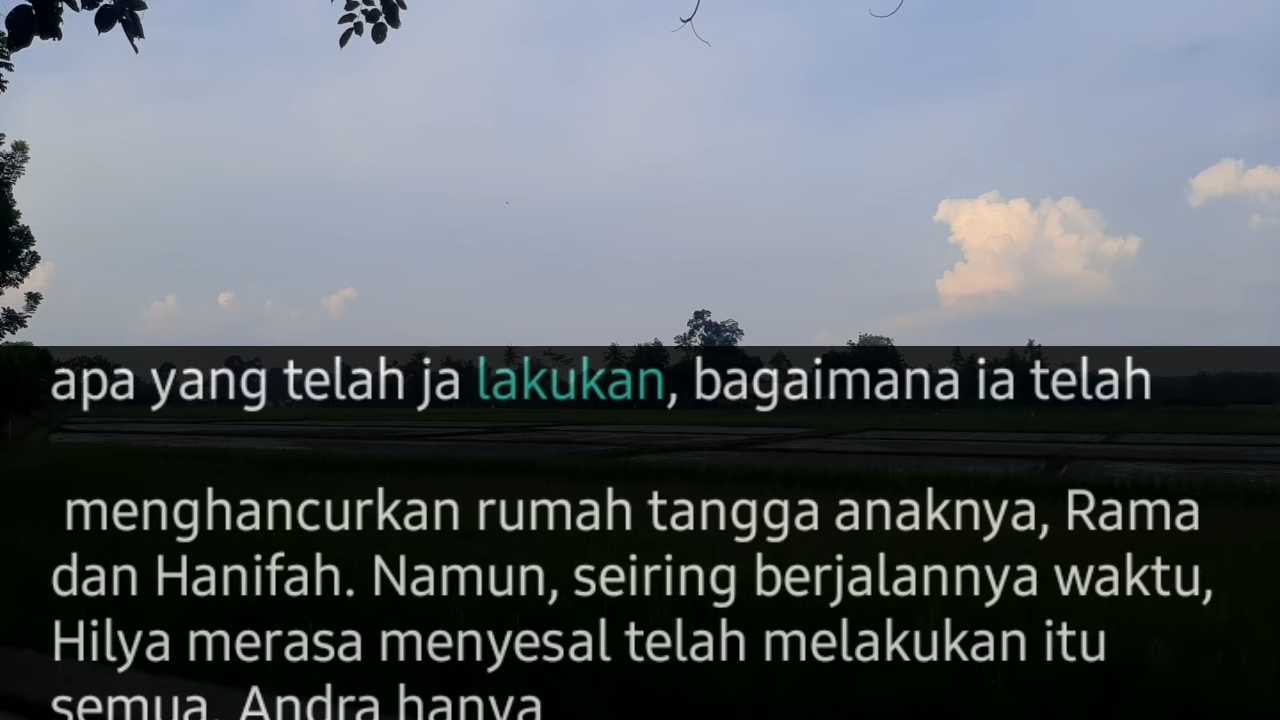 apa yang telah ja lakukan, bagaimana ia telah
menghancurkan rumah tangga anaknya, Rama
dan Hanifah. Namun, seiring berjalannya waktu,
Hilya merasa menyesal telah melakukan itu
semua. Andra hanya